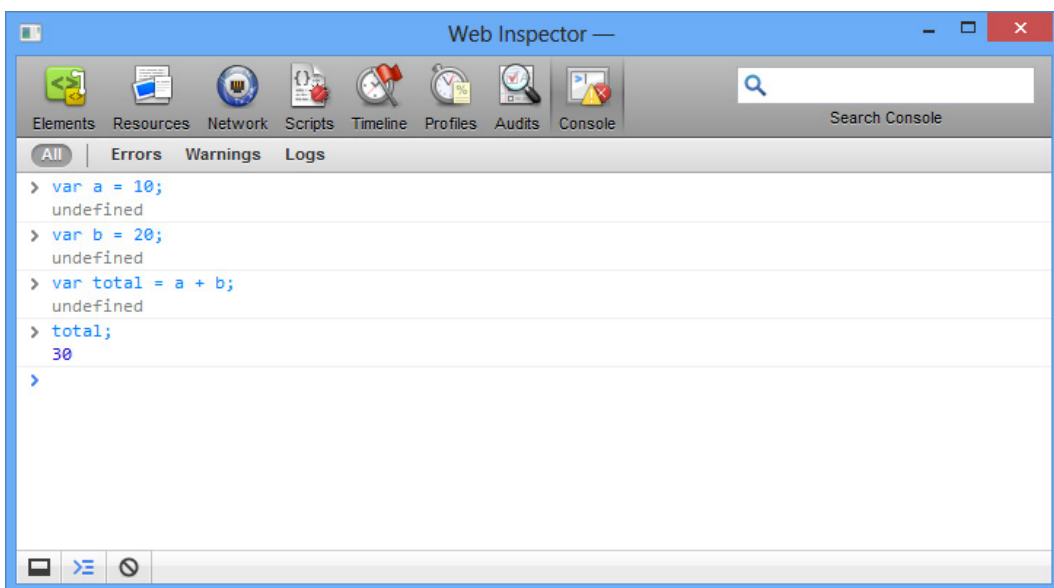 Web Inspector —
Elements Resources Network Scripts Timeline Profiles Audits Console
Search Console
All Errors Warnings Logs
> var a = 10;
undefined
> var b = 20;
undefined
> var total = a + b;
undefined
> total;
30
>